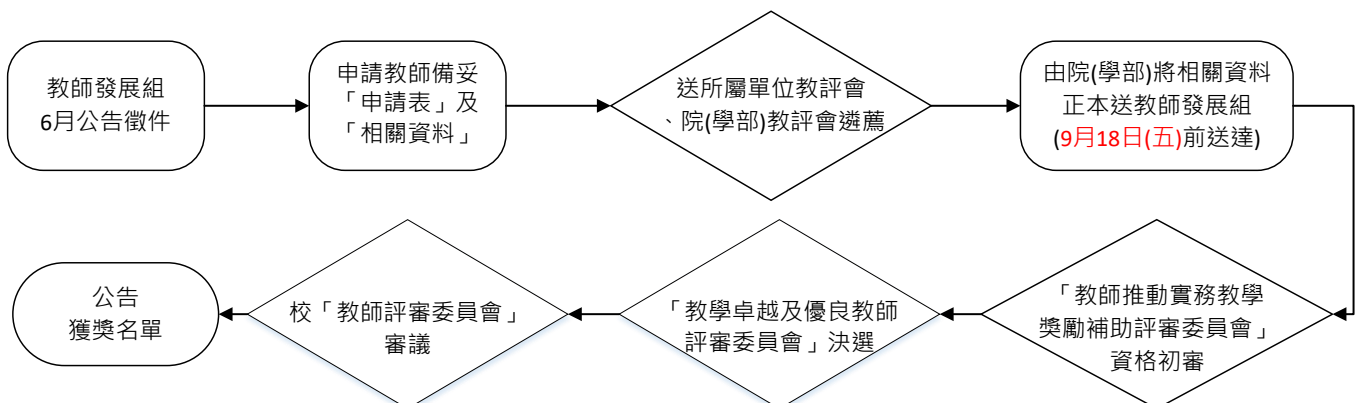 教師發展組
6月公告徵件
申請教師備妥
「申請表」及
「相關資料」
送所屬單位教評會
、院(學部)教評會遴薦
由院(學部)將相關資料
正本送教師發展組
(9月18日(五)前送達)
「教師推動實務教學
獎勵補助評審委員會」
資格初審
「教學卓越及優良教師
評審委員會」決選
校「教師評審委員會」
審議
公告
獲獎名單